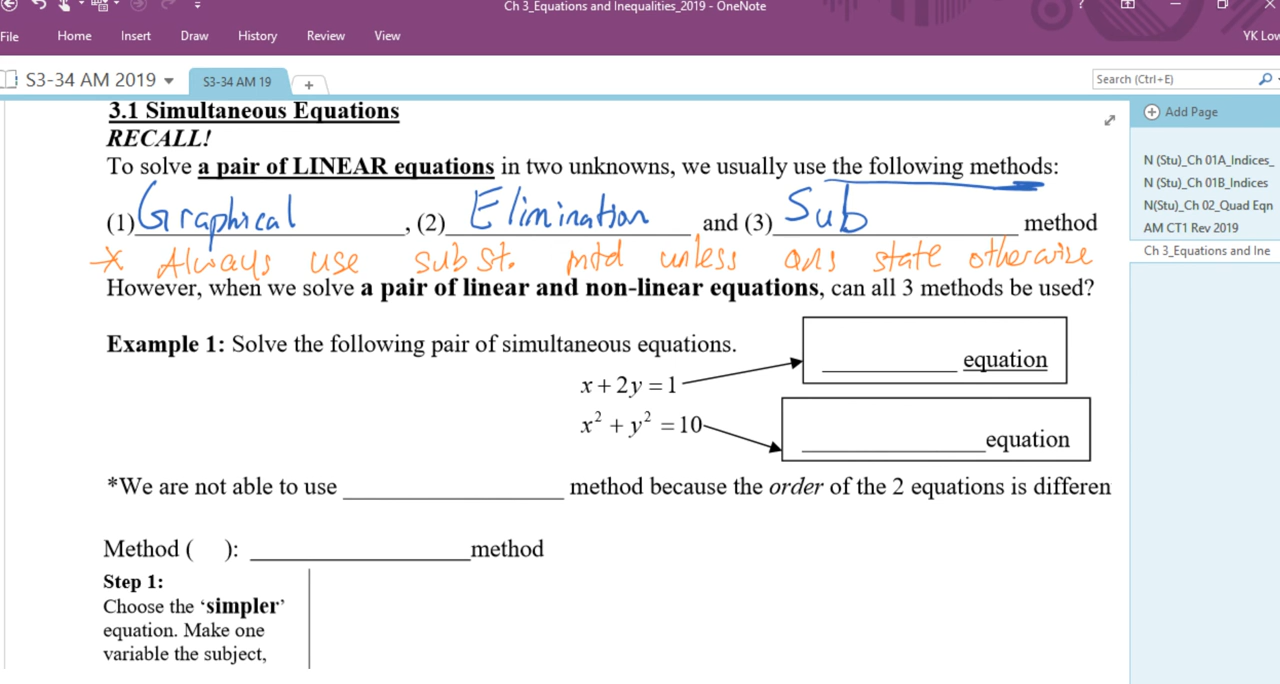 Ch 3_Equations and Inequalities_2019 - OneNote
File Home Insert Draw History Review View YK Low
S3-34 AM 2019 S3-34 AM 19 + Search (Ctrl+E)
Add Page
N (Stu)_Ch 01A_Indices_
N (Stu)_Ch 01B_Indices
N(Stu)_Ch 02_Quad Eqn
AM CT1 Rev 2019
Ch 3_Equations and Ine
3.1 Simultaneous Equations
RECALL!
To solve a pair of LINEAR equations in two unknowns, we usually use the following methods:
(1) Graphical , (2) Elimination and (3) Sub method
* Always use subst. mtd unless qns state otherwise
However, when we solve a pair of linear and non-linear equations, can all 3 methods be used?
Example 1: Solve the following pair of simultaneous equations.
x + 2y = 1
____ equation
x² + y² = 10
____ equation
*We are not able to use ____ method because the order of the 2 equations is differen
Method ( ): ____ method
Step 1:
Choose the ‘simpler’
equation. Make one
variable the subject,